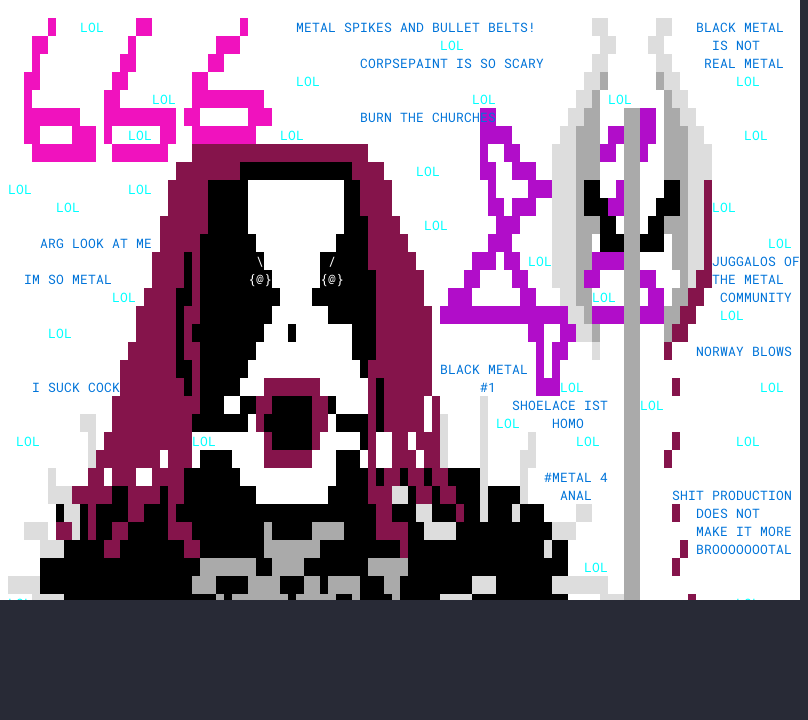 LOL METAL SPIKES AND BULLET BELTS! BLACK METAL
LOL IS NOT
CORPSEPAINT IS SO SCARY REAL METAL
LOL LOL
LOL LOL LOL
BURN THE CHURCHES
LOL LOL LOL
LOL
LOL LOL
LOL LOL
LOL
ARG LOOK AT ME LOL
\ / LOL JUGGALOS OF
IM SO METAL {@} {@} THE METAL
LOL LOL COMMUNITY
LOL
LOL
NORWAY BLOWS
BLACK METAL
I SUCK COCK #1 LOL LOL
SHOELACE IST LOL
LOL HOMO
LOL LOL LOL LOL
#METAL 4
ANAL SHIT PRODUCTION
DOES NOT
MAKE IT MORE
BROOOOOOOTAL
LOL
666